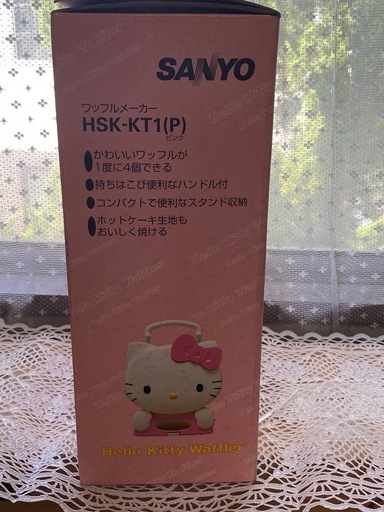 SANYO
ワッフルメーカー
HSK-KT1(P)
ピンク
●かわいいワッフルが
1度に4個できる
●持ちはこび便利なハンドル付
●コンパクトで便利なスタンド収納
●ホットケーキ生地も
おいしく焼ける
Hello Kitty Waffler